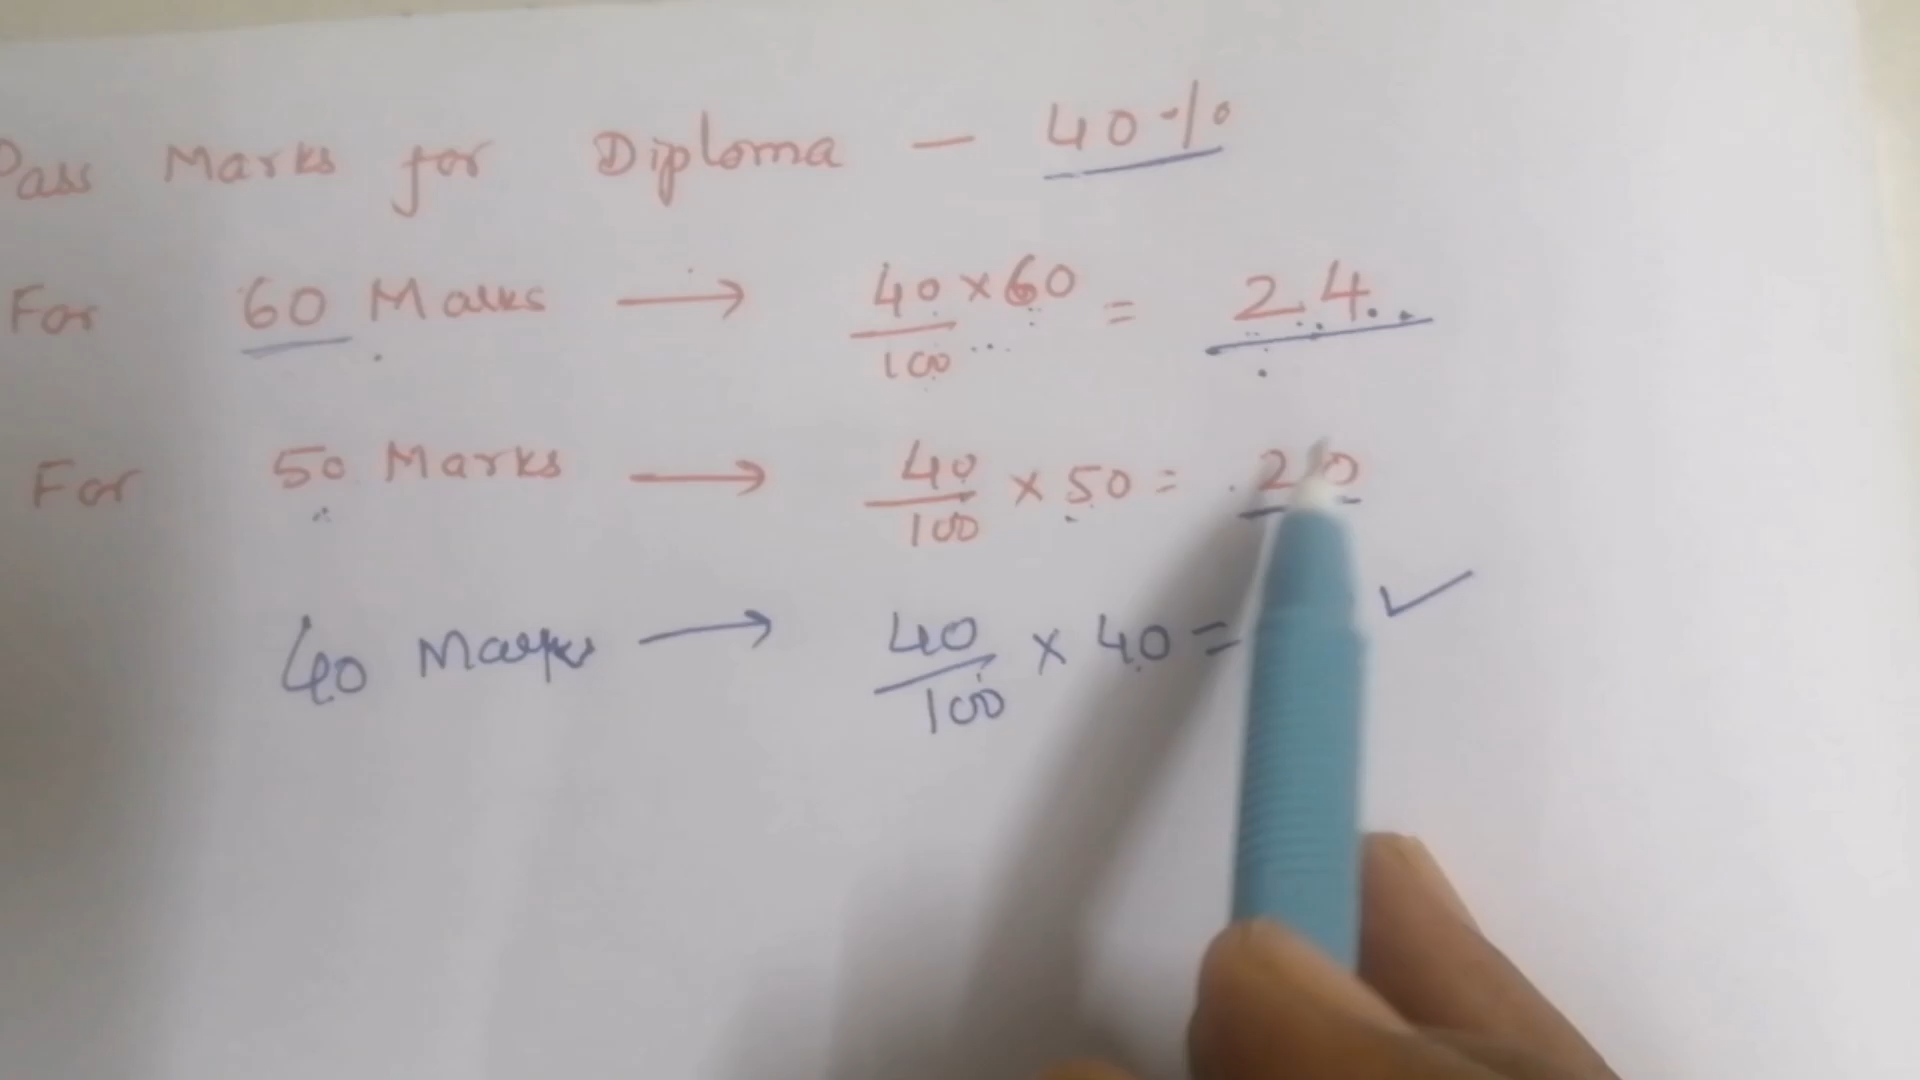 Pass Marks for Diploma - 40%
For 60 Marks → 40×60/100 = 24
For 50 Marks → 40/100 × 50 = 20
40 Marks → 40/100 × 40 = ✓